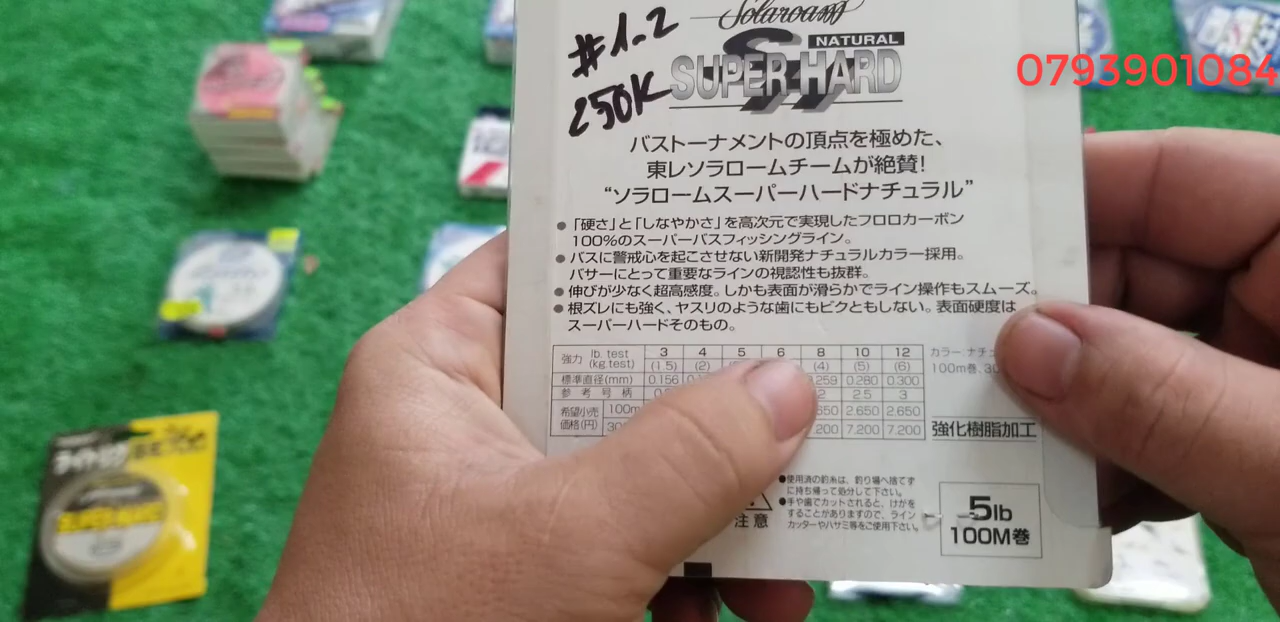 Solaroam
#1.2
NATURAL
SUPER HARD
250K
0793901084
バストーナメントの頂点を極めた、
東レソラロームチームが絶賛!
“ソラロームスーパーハードナチュラル”
●「硬さ」と「しなやかさ」を高次元で実現したフロロカーボン
100%のスーパーバスフィッシングライン。
●バスに警戒心を起こさせない新開発ナチュラルカラー採用。
バサーにとって重要なラインの視認性も抜群。
●伸びが少なく超高感度。しかも表面が滑らかでライン操作もスムーズ。
●根ズレにも強く、ヤスリのような歯にもビクともしない。表面硬度は
スーパーハードそのもの。
強力 lb. test 3 4 5 6 8 10 12
(kg test) (1.5) (2) (4) (5) (6)
標準直径(mm) 0.156 0.280 0.300
参考号柄 2 2.5 3
希望小売 100m 2.650 2.650
価格(円) 7.200 7.200
カラー:ナチュ
100m巻、30
強化樹脂加工
●使用済の釣糸は、釣り場へ捨てず
に持ち帰って処分して下さい。
●手や歯でカットされると、けがを
することがありますので、ライン
カッターやハサミ等をご使用下さい。
注意
5lb
100M巻